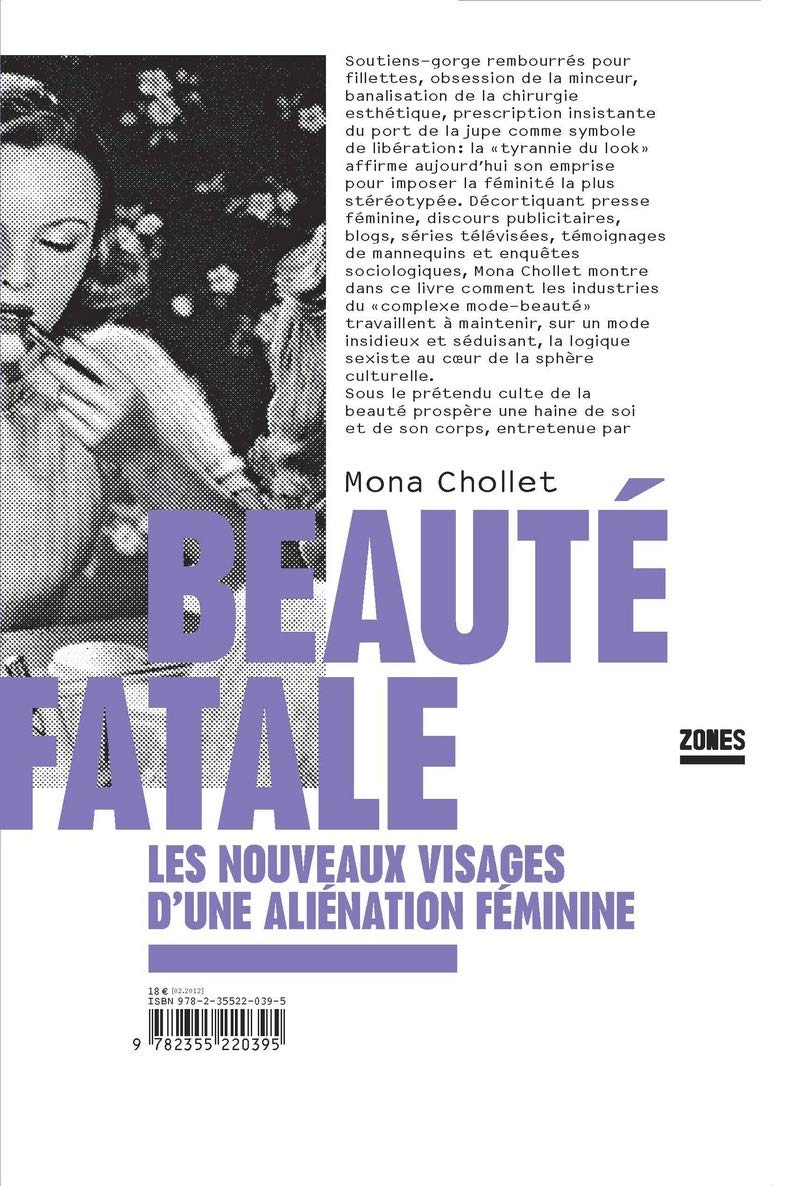 Soutiens-gorge rembourrés pour
fillettes, obsession de la minceur,
banalisation de la chirurgie
esthétique, prescription insistante
du port de la jupe comme symbole
de libération: la «tyrannie du look»
affirme aujourd'hui son emprise
pour imposer la féminité la plus
stéréotypée. Décortiquant presse
féminine, discours publicitaires,
blogs, séries télévisées, témoignages
de mannequins et enquêtes
sociologiques, Mona Chollet montre
dans ce livre comment les industries
du «complexe mode-beauté»
travaillent à maintenir, sur un mode
insidieux et séduisant, la logique
sexiste au cœur de la sphère
culturelle.
Sous le prétendu culte de la
beauté prospère une haine de soi
et de son corps, entretenue par
Mona Chollet
BEAUTÉ
FATALE
ZONES
LES NOUVEAUX VISAGES
D'UNE ALIÉNATION FÉMININE
18 € [02.2012]
ISBN 978-2-35522-039-5
9 782355 220395